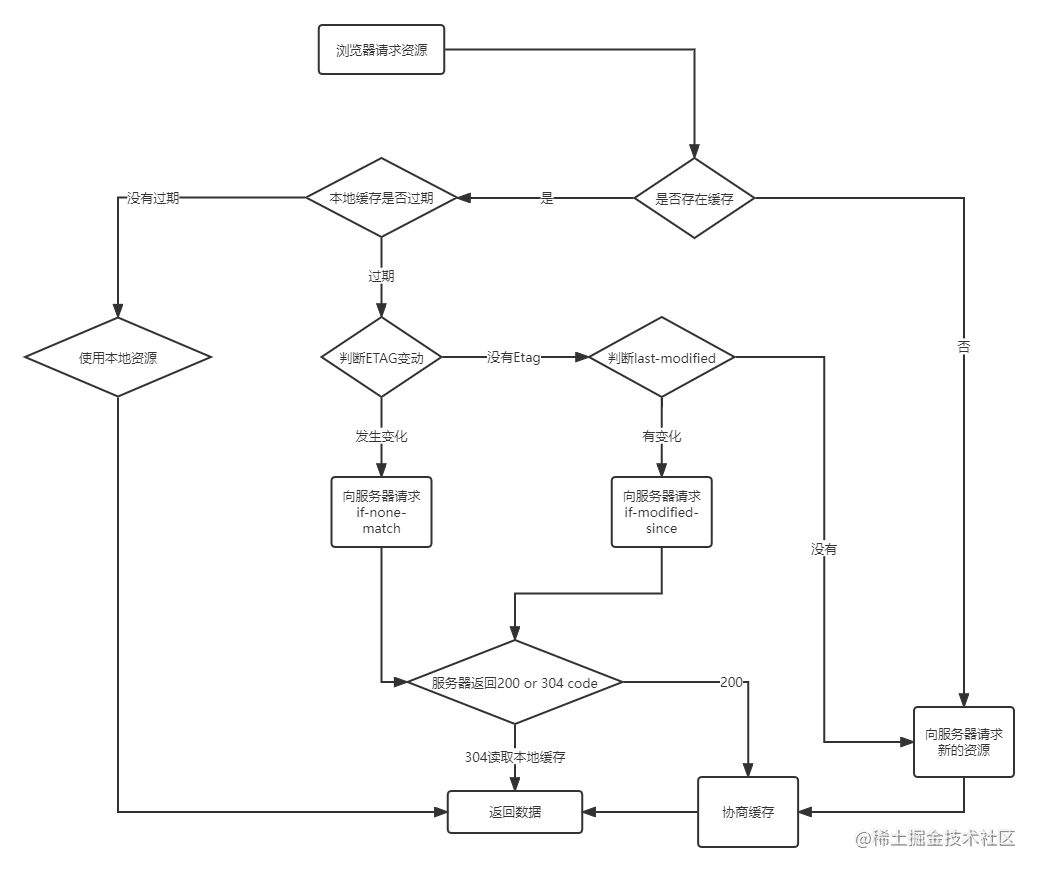 浏览器请求资源
没有过期
本地缓存是否过期
是
是否存在缓存
过期
使用本地资源
判断ETAG变动
没有Etag
判断last-modified
否
发生变化
有变化
向服务器请求
if-none-
match
向服务器请求
if-modified-
since
没有
服务器返回200 or 304 code
200
向服务器请求
新的资源
304读取本地缓存
返回数据
协商缓存
@稀土掘金技术社区